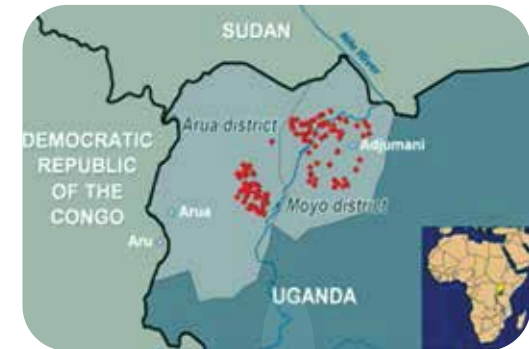 SUDAN
Nile River
Arua district
Adjumani
DEMOCRATIC
REPUBLIC
OF THE
CONGO
Moyo district
Arua
Aru
UGANDA